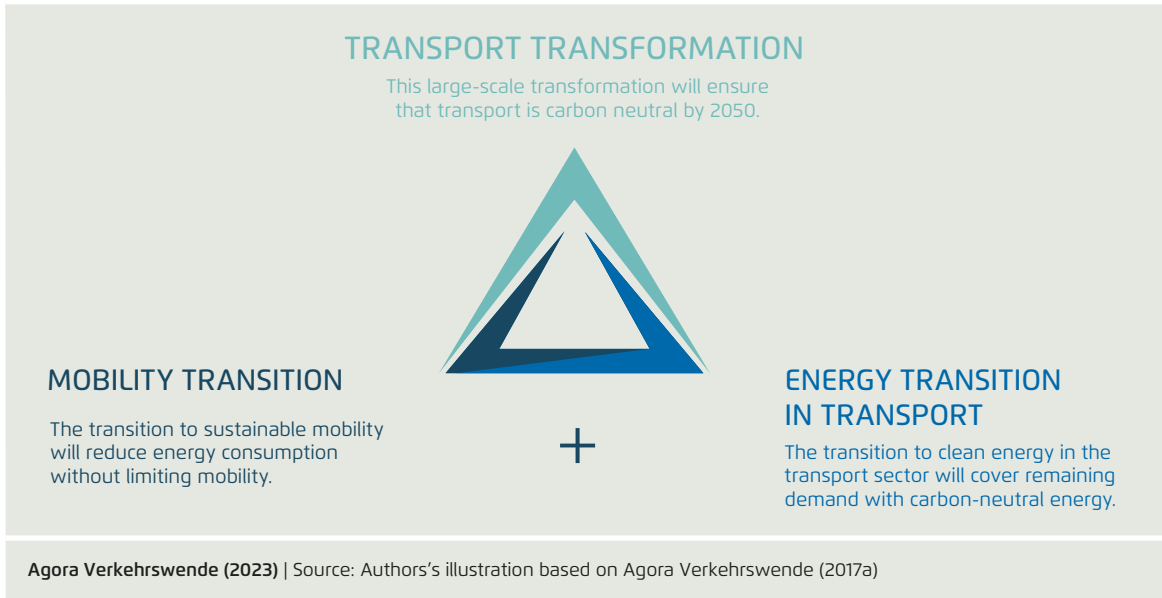 TRANSPORT TRANSFORMATION
This large-scale transformation will ensure
that transport is carbon neutral by 2050.
MOBILITY TRANSITION
The transition to sustainable mobility
will reduce energy consumption
without limiting mobility.
+
ENERGY TRANSITION
IN TRANSPORT
The transition to clean energy in the
transport sector will cover remaining
demand with carbon-neutral energy.
Agora Verkehrswende (2023) | Source: Authors's illustration based on Agora Verkehrswende (2017a)